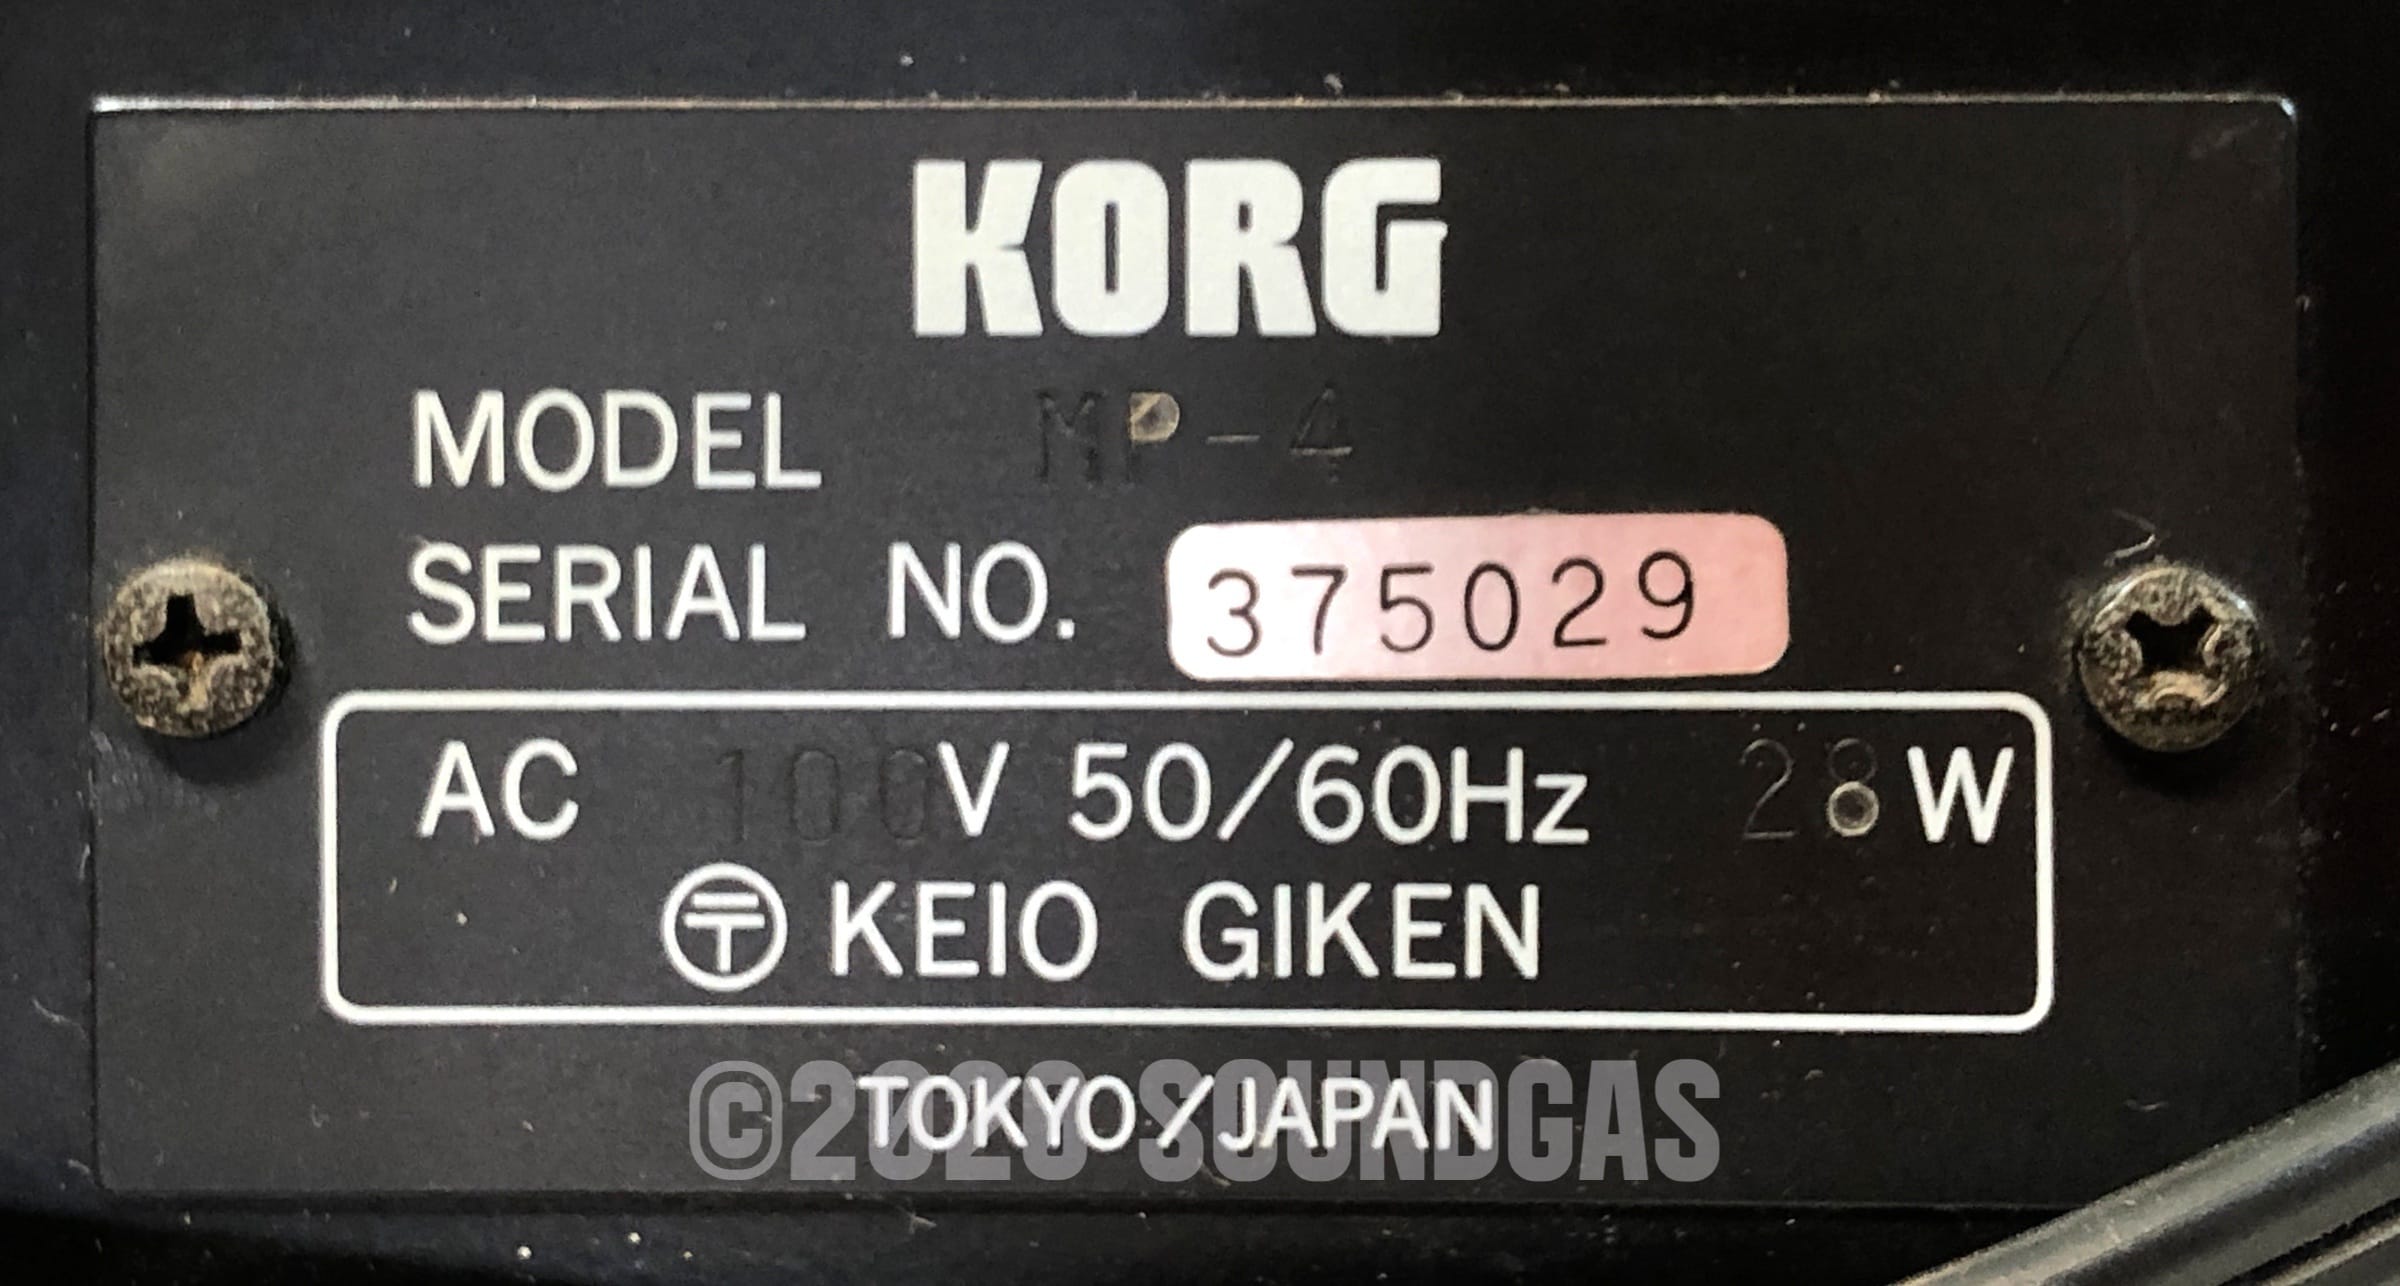 KORG
MODEL MP-4
SERIAL NO. 375029
AC 100V 50/60Hz 28W
〒 KEIO GIKEN
TOKYO/JAPAN
©2020 SOUNDGAS